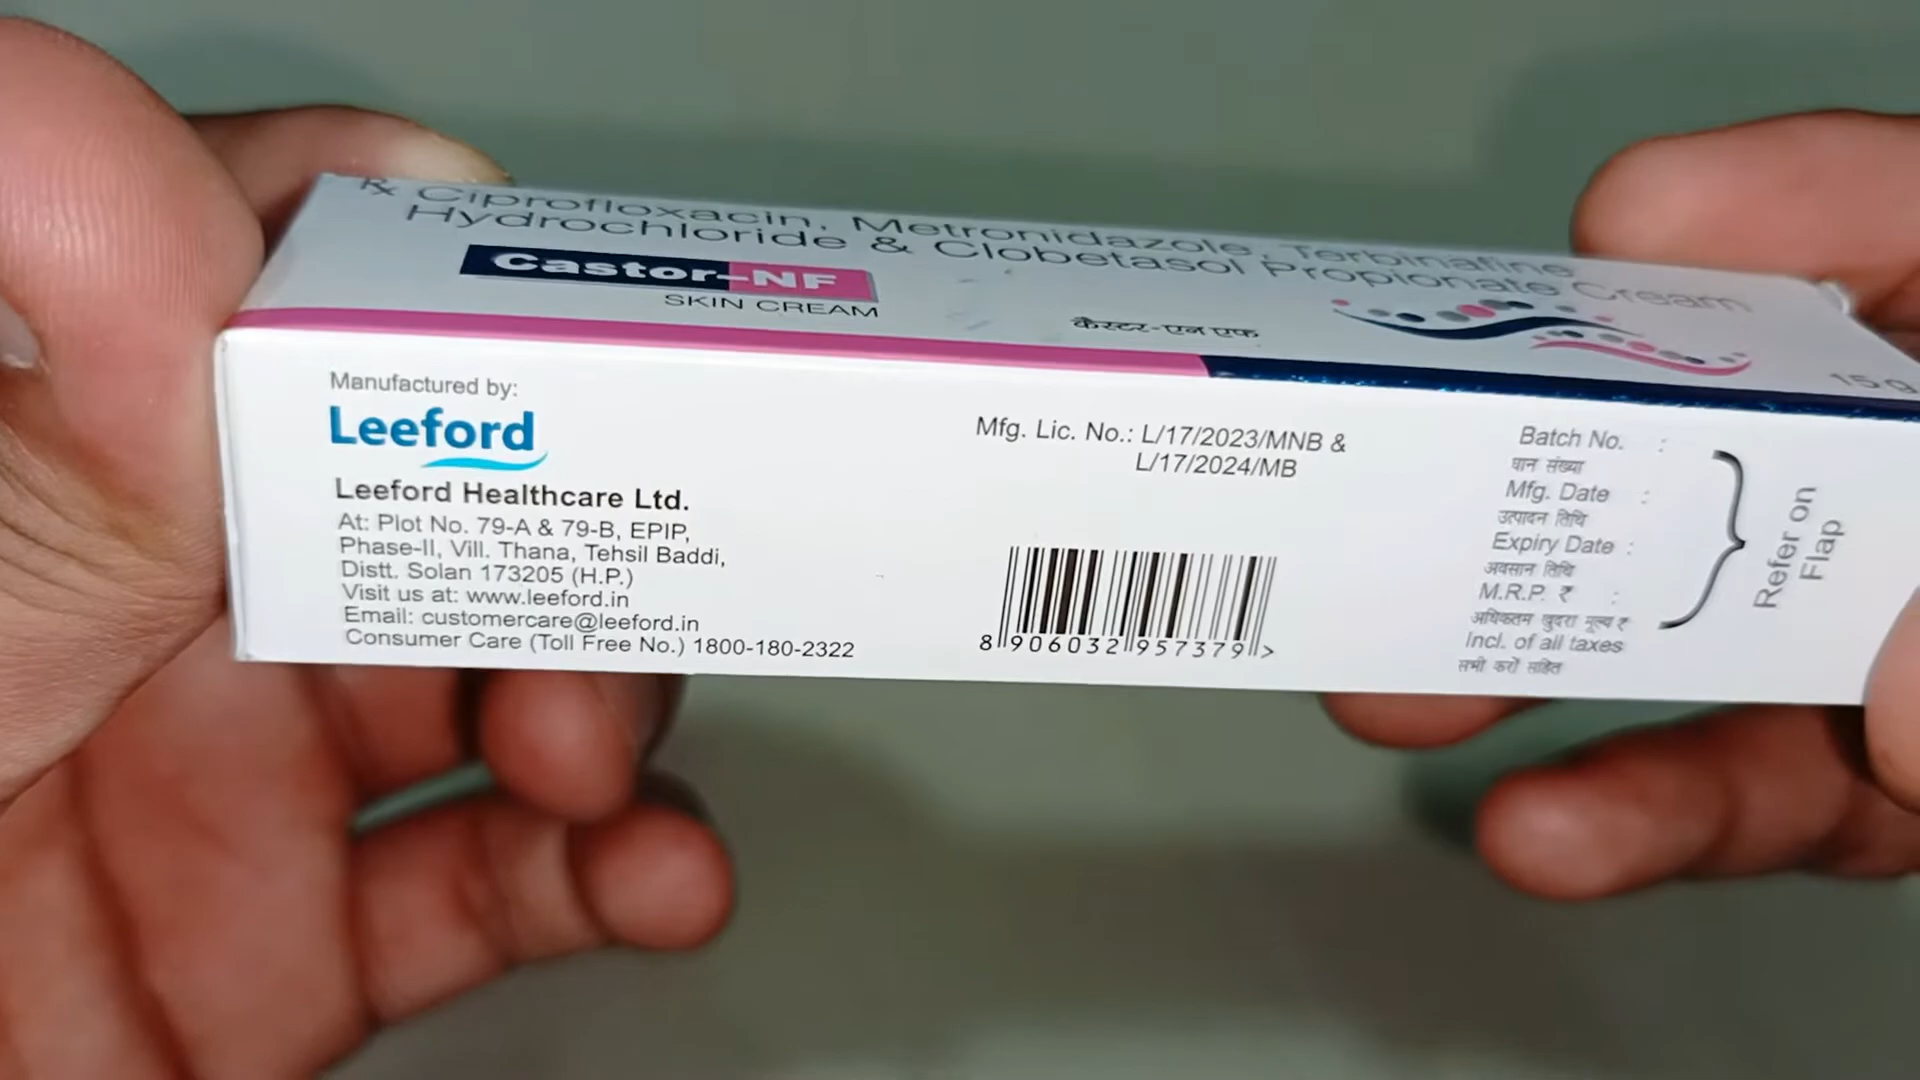 Rx Ciprofloxacin, Metronidazole, Terbinafine
Hydrochloride & Clobetasol Propionate Cream
Castor-NF
SKIN CREAM
कैस्टर-एन एफ
15 g
Manufactured by:
Leeford
Leeford Healthcare Ltd.
At: Plot No. 79-A & 79-B, EPIP,
Phase-II, Vill. Thana, Tehsil Baddi,
Distt. Solan 173205 (H.P.)
Visit us at: www.leeford.in
Email: customercare@leeford.in
Consumer Care (Toll Free No.) 1800-180-2322
Mfg. Lic. No.: L/17/2023/MNB &
L/17/2024/MB
8 906032 957379 >
Batch No. :
घान संख्या
Mfg. Date :
उत्पादन तिथि
Expiry Date :
अवसान तिथि
M.R.P. ₹ :
अधिकतम खुदरा मूल्य ₹
Incl. of all taxes
सभी करों सहित
Refer on
Flap